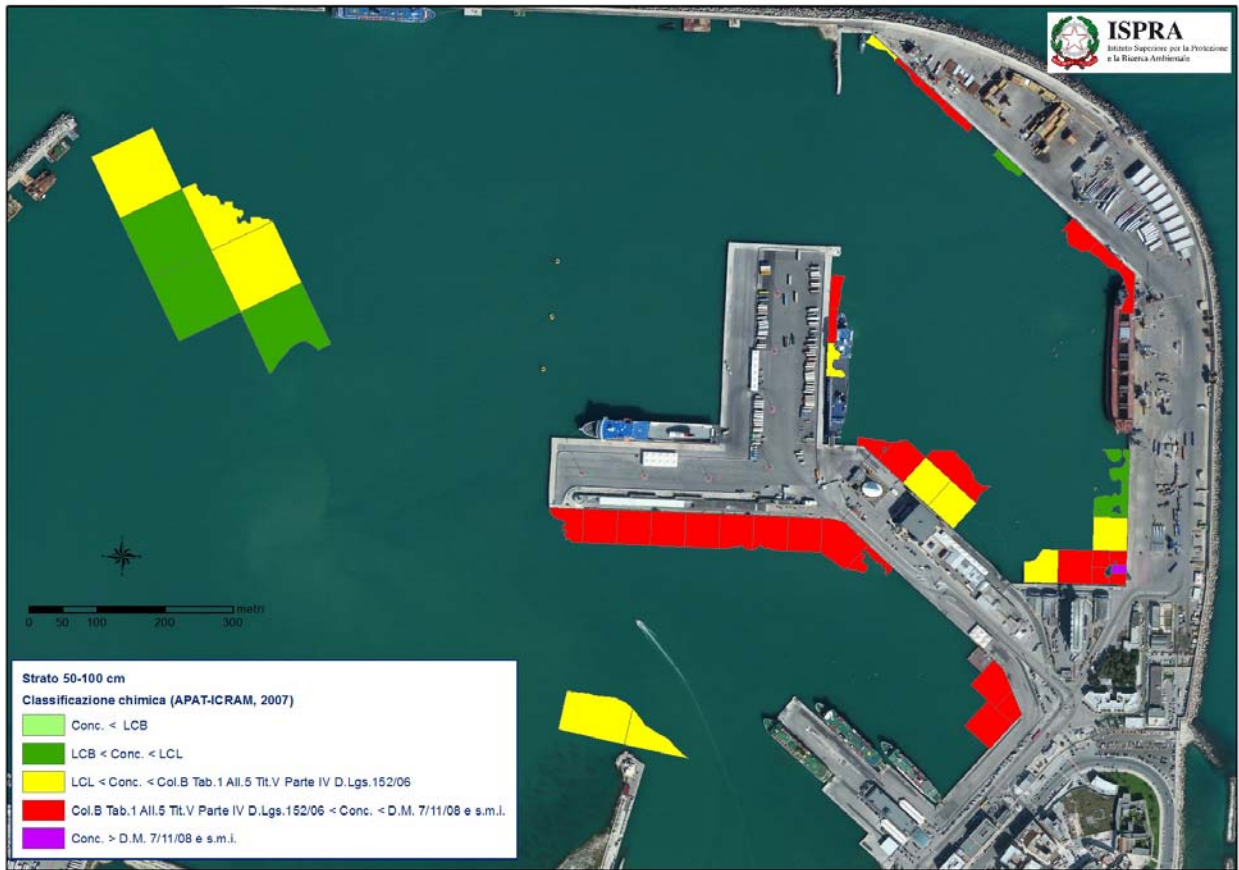 ISPRA
Istituto Superiore per la Protezione
e la Ricerca Ambientale
metri
0 50 100 200 300
Strato 50-100 cm
Classificazione chimica (APAT-ICRAM, 2007)
Conc. < LCB
LCB < Conc. < LCL
LCL < Conc. < Col.B Tab.1 All.5 Tit.V Parte IV D.Lgs.152/06
Col.B Tab.1 All.5 Tit.V Parte IV D.Lgs.152/06 < Conc. < D.M. 7/11/08 e s.m.i.
Conc. > D.M. 7/11/08 e s.m.i.